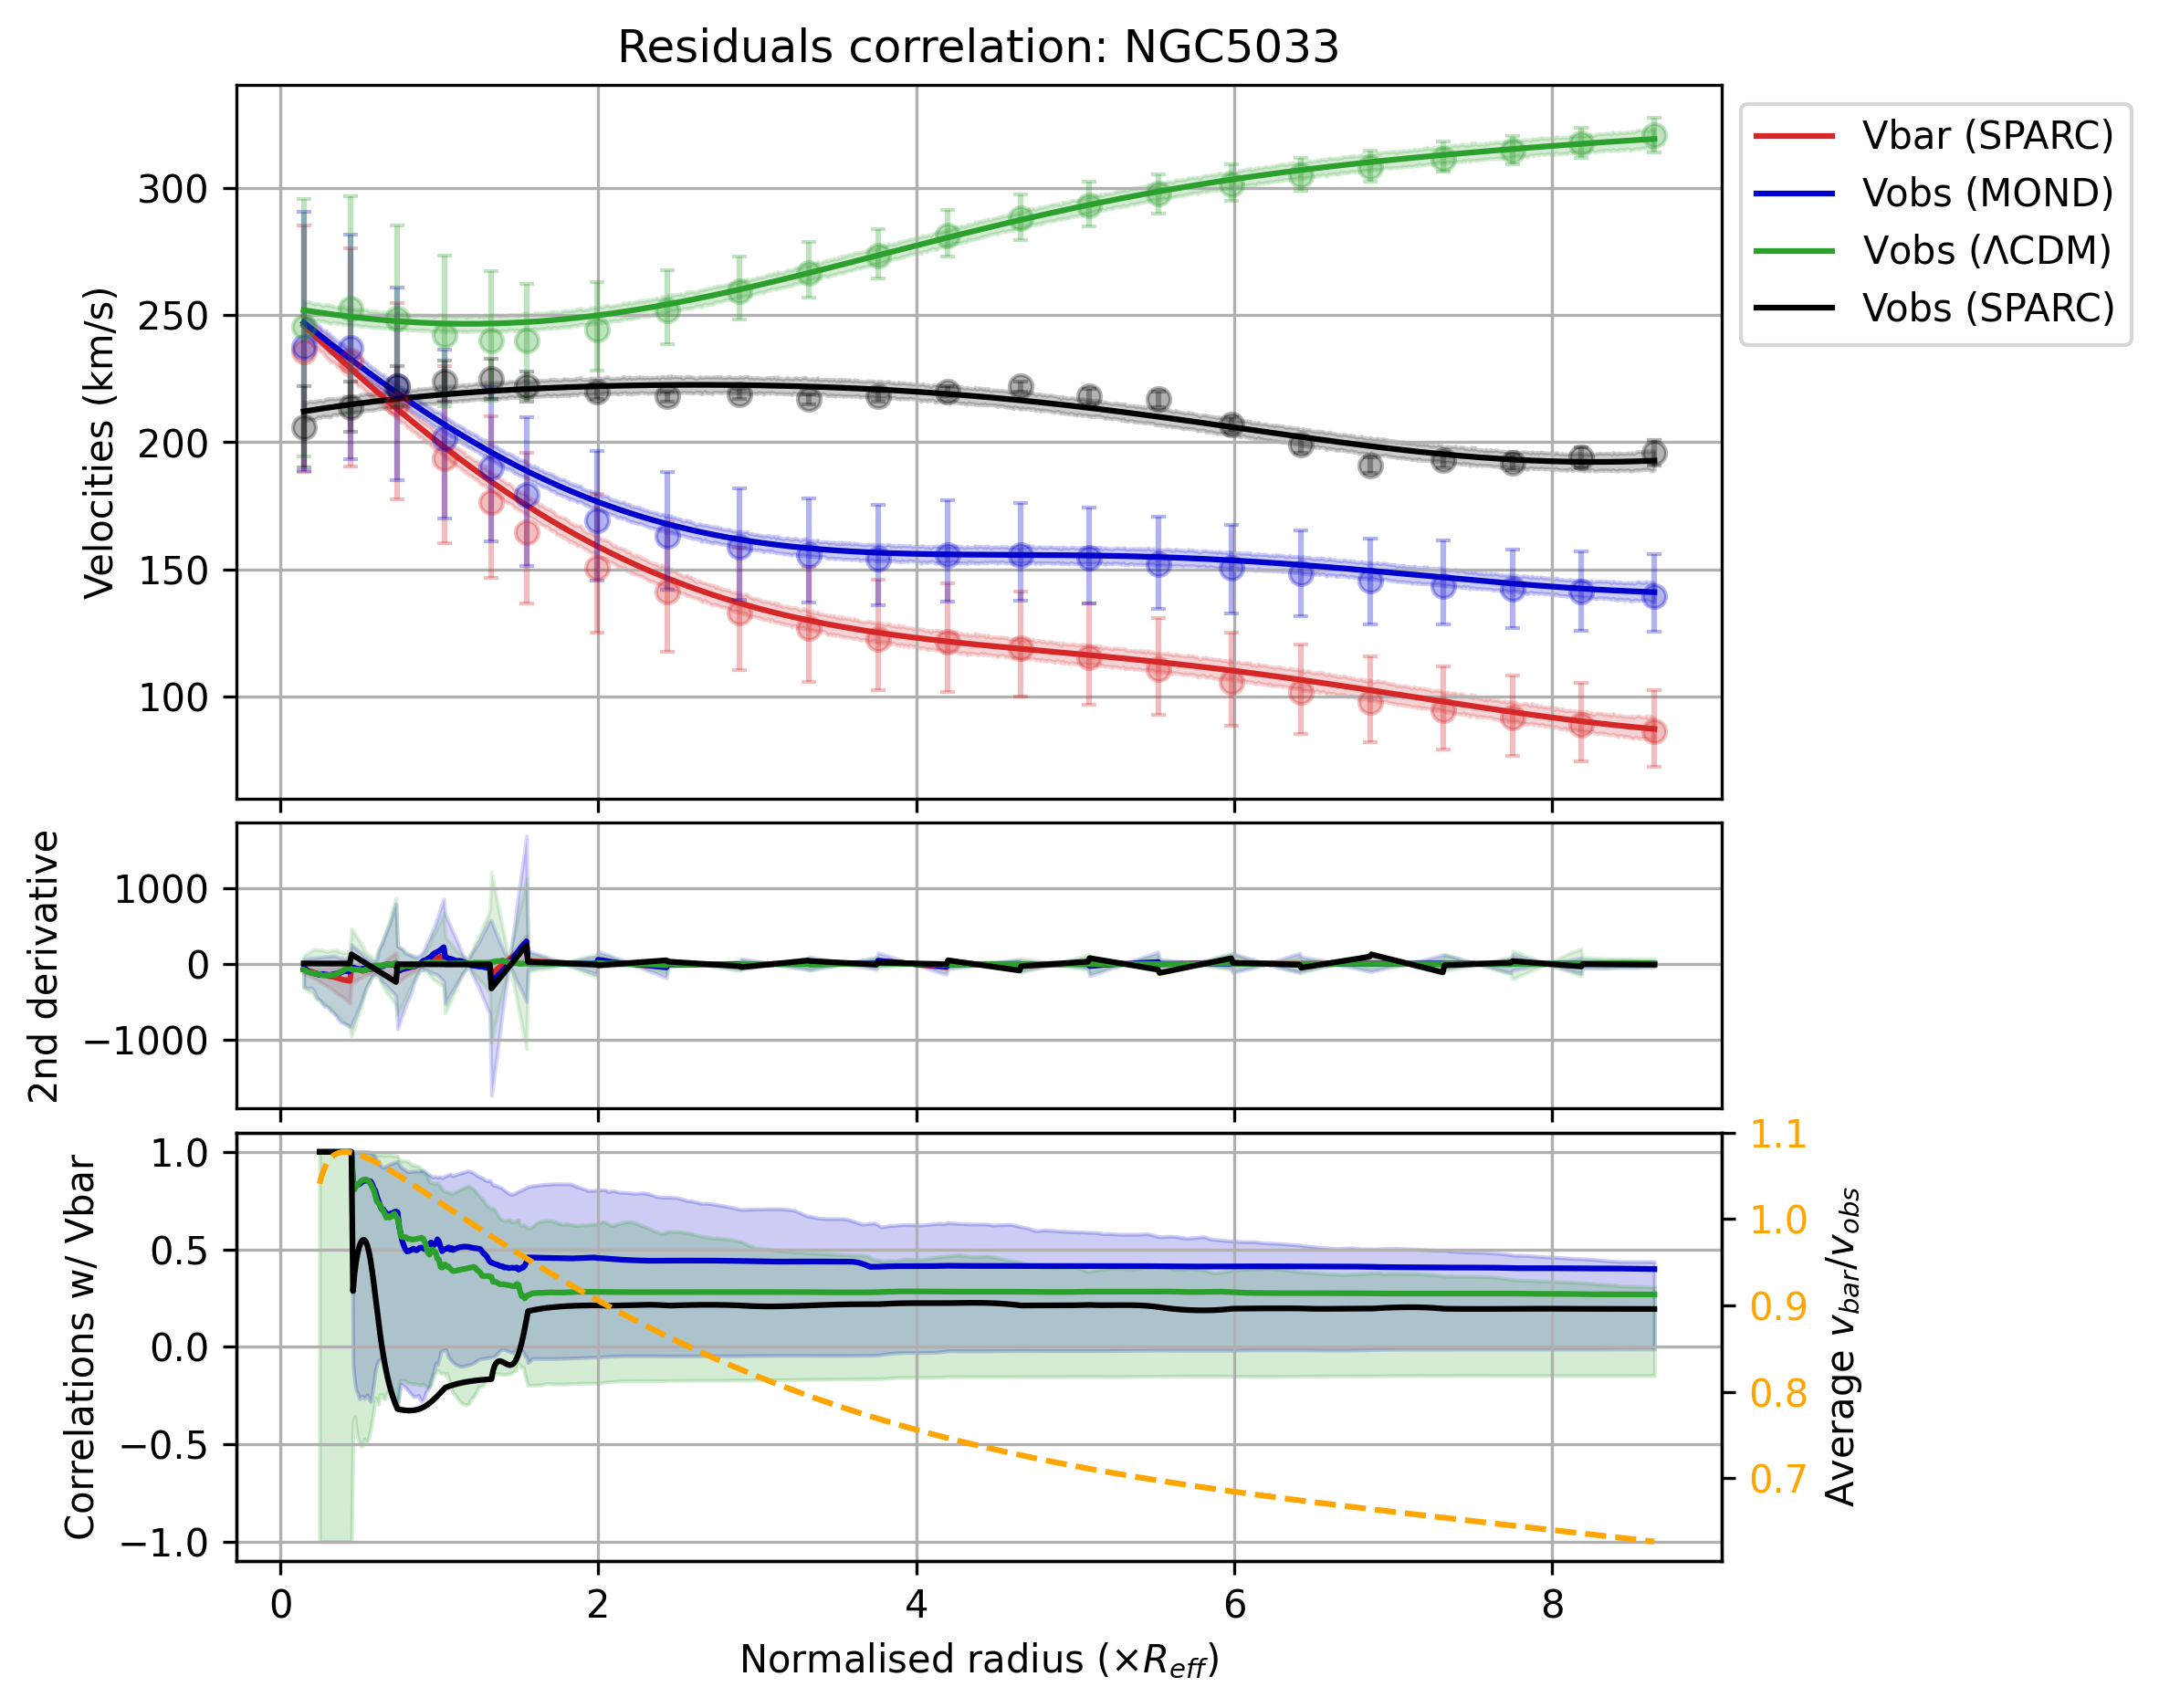 Residuals correlation: NGC5033
Velocities (km/s)
300
250
200
150
100
Vbar (SPARC)
Vobs (MOND)
Vobs (ΛCDM)
Vobs (SPARC)
2nd derivative
1000
0
−1000
Correlations w/ Vbar
1.0
0.5
0.0
−0.5
−1.0
1.1
1.0
0.9
0.8
0.7
Average v_bar/v_obs
0 2 4 6 8
Normalised radius (×R_eff)